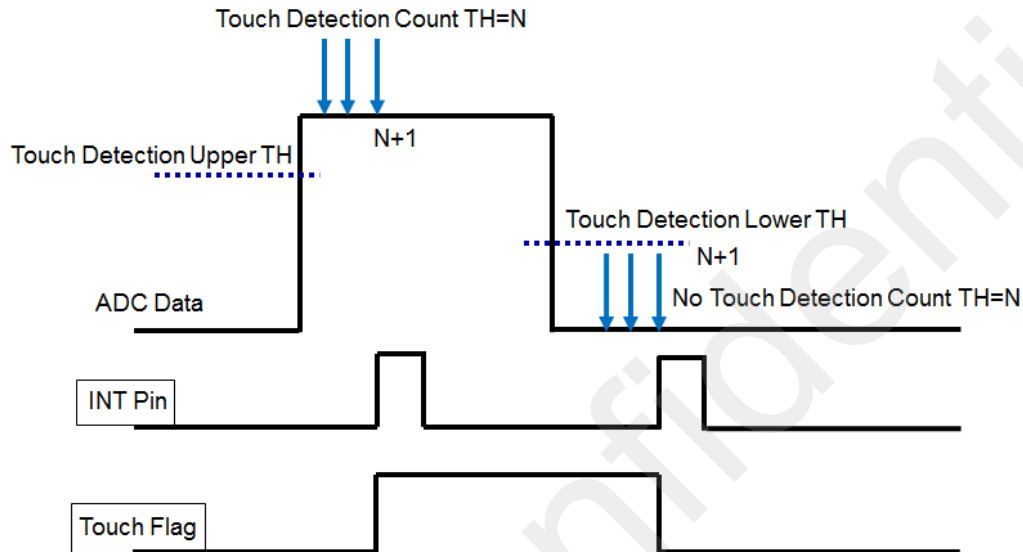 Touch Detection Count TH=N
N+1
Touch Detection Upper TH
Touch Detection Lower TH
N+1
No Touch Detection Count TH=N
ADC Data
INT Pin
Touch Flag